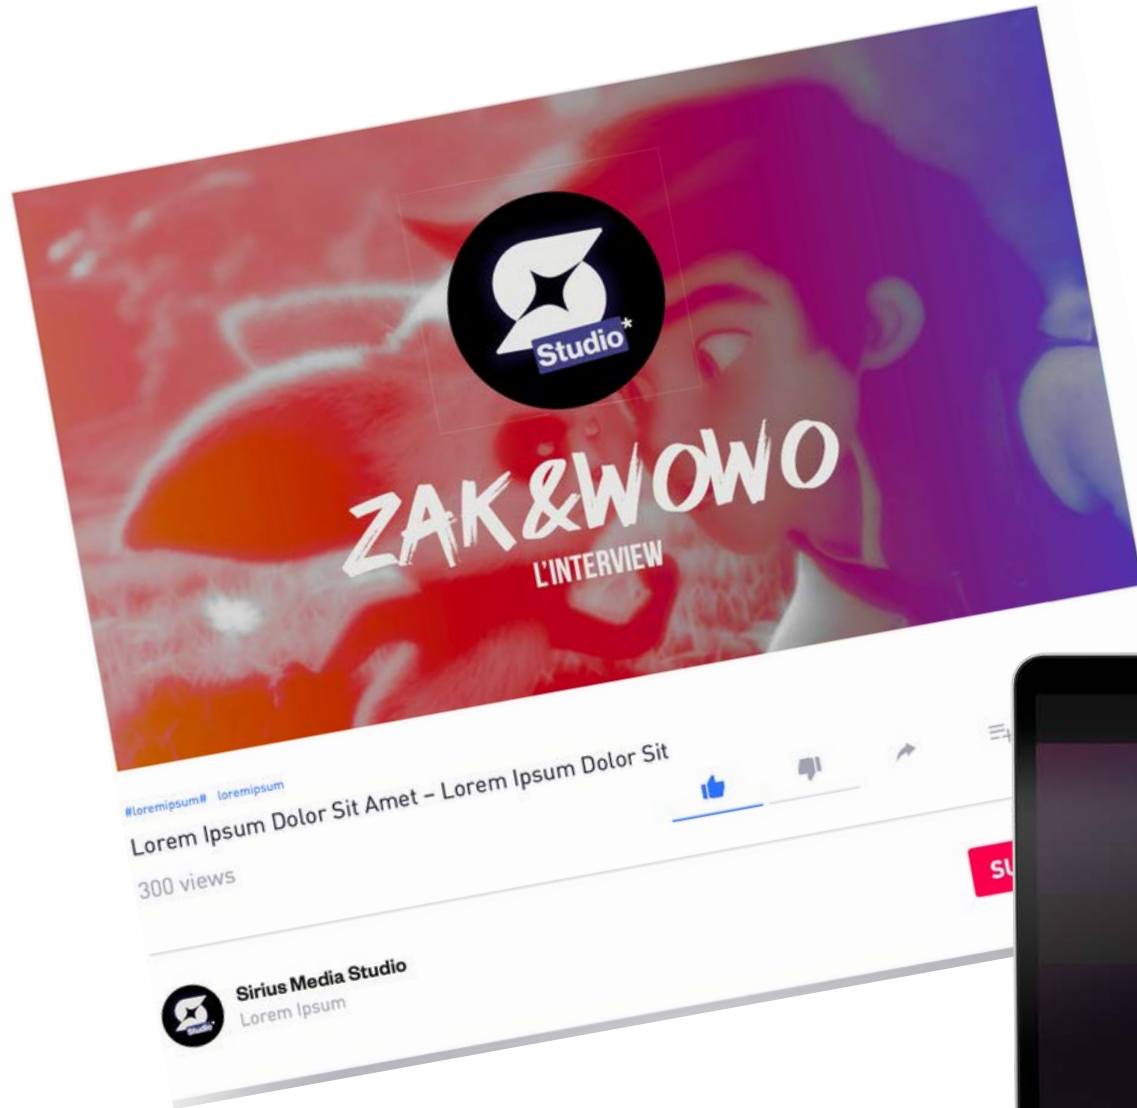 Studio*
ZAK&WOWO
L'INTERVIEW
#loremipsum# loremipsum
Lorem Ipsum Dolor Sit Amet – Lorem Ipsum Dolor Sit
300 views
Sirius Media Studio
Lorem Ipsum
Studio